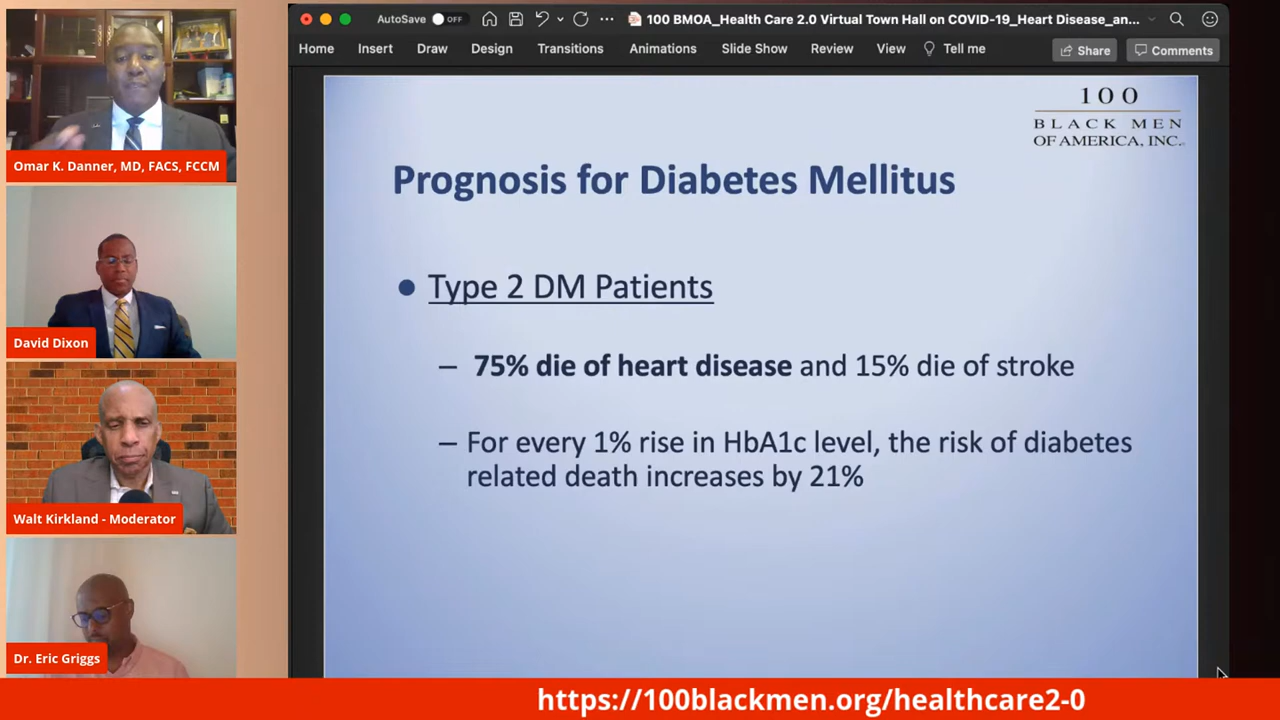 AutoSave OFF
100 BMOA_Health Care 2.0 Virtual Town Hall on COVID-19_Heart Disease_an...
Home Insert Draw Design Transitions Animations Slide Show Review View Tell me Share Comments
100
BLACK MEN
OF AMERICA, INC.
Prognosis for Diabetes Mellitus
Type 2 DM Patients
– 75% die of heart disease and 15% die of stroke
– For every 1% rise in HbA1c level, the risk of diabetes
related death increases by 21%
Omar K. Danner, MD, FACS, FCCM
David Dixon
Walt Kirkland - Moderator
Dr. Eric Griggs
https://100blackmen.org/healthcare2-0